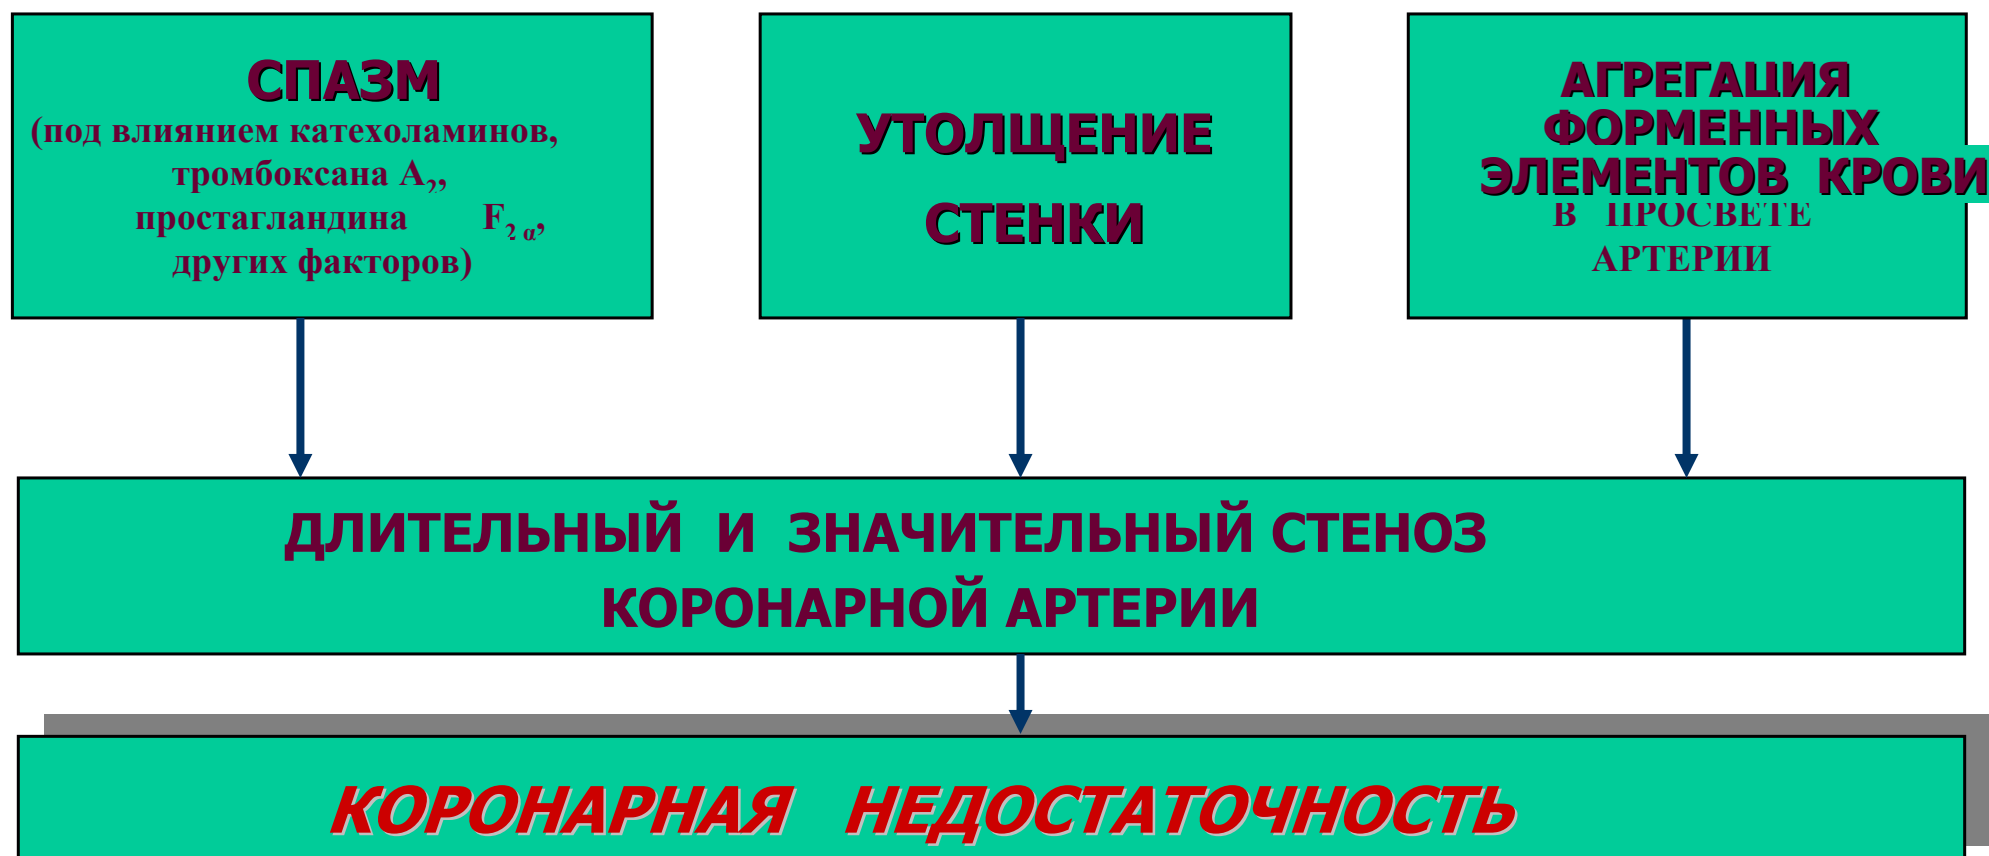 СПАЗМ
(под влиянием катехоламинов,
тромбоксана А₂,
простагландина F₂ α,
других факторов)
УТОЛЩЕНИЕ
СТЕНКИ
АГРЕГАЦИЯ
ФОРМЕННЫХ
ЭЛЕМЕНТОВ КРОВИ
В ПРОСВЕТЕ
АРТЕРИИ
ДЛИТЕЛЬНЫЙ И ЗНАЧИТЕЛЬНЫЙ СТЕНОЗ
КОРОНАРНОЙ АРТЕРИИ
КОРОНАРНАЯ НЕДОСТАТОЧНОСТЬ